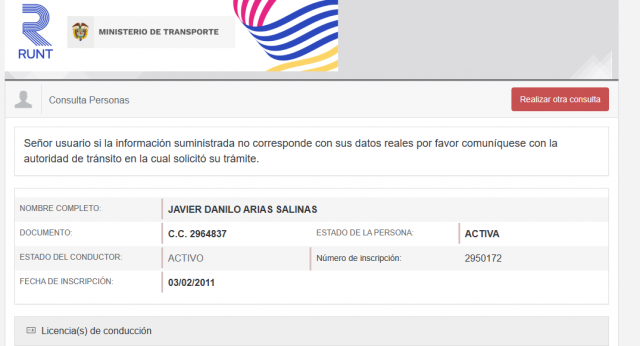 RUNT
MINISTERIO DE TRANSPORTE
Consulta Personas
Realizar otra consulta
Señor usuario si la información suministrada no corresponde con sus datos reales por favor comuníquese con la
autoridad de tránsito en la cual solicitó su trámite.
NOMBRE COMPLETO: JAVIER DANILO ARIAS SALINAS
DOCUMENTO: C.C. 2964837 ESTADO DE LA PERSONA: ACTIVA
ESTADO DEL CONDUCTOR: ACTIVO Número de inscripción: 2950172
FECHA DE INSCRIPCIÓN: 03/02/2011
Licencia(s) de conducción